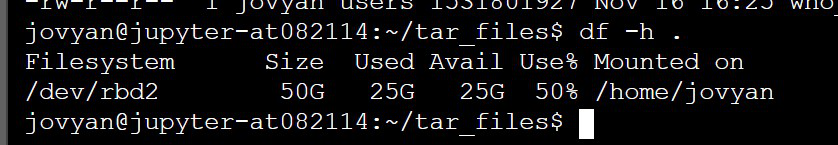 -rw-r--r-- 1 jovyan users 1531801927 Nov 16 16:25 who
jovyan@jupyter-at082114:~/tar_files$ df -h .
Filesystem      Size  Used Avail Use% Mounted on
/dev/rbd2        50G   25G   25G  50% /home/jovyan
jovyan@jupyter-at082114:~/tar_files$